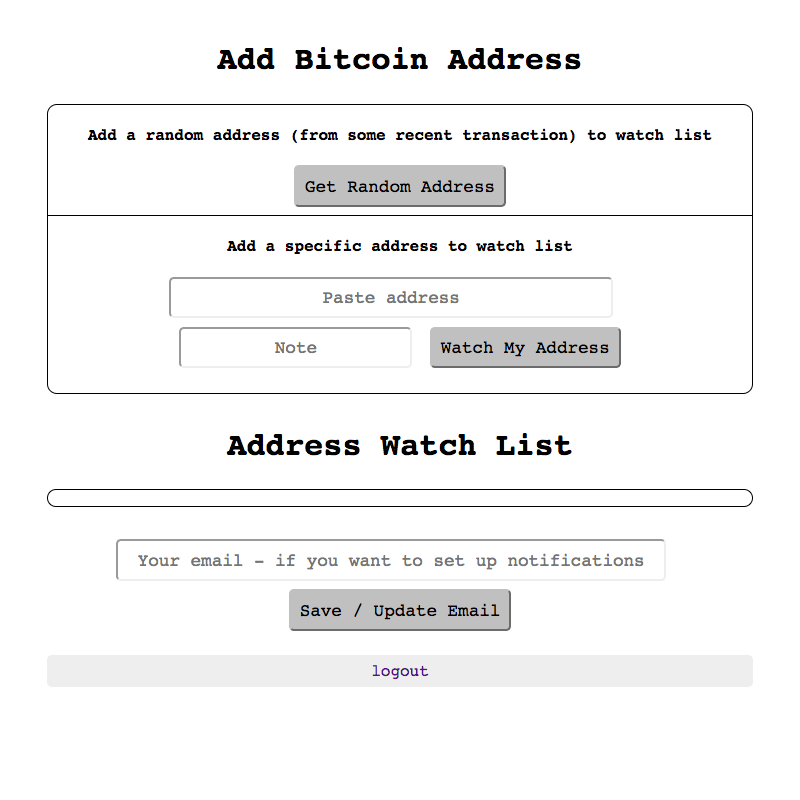 Add Bitcoin Address
Add a random address (from some recent transaction) to watch list
Get Random Address
Add a specific address to watch list
Paste address
Note
Watch My Address
Address Watch List
Your email – if you want to set up notifications
Save / Update Email
logout